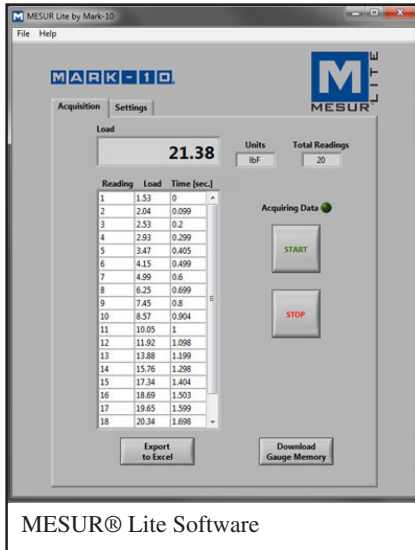 MESUR Lite by Mark-10
File Help
MARK-10
M
MESUR
LITE
Acquisition Settings
Load
21.38
Units
lbF
Total Readings
20
Reading Load Time [sec.]
1 1.53 0
2 2.04 0.099
3 2.53 0.2
4 2.93 0.299
5 3.47 0.405
6 4.15 0.499
7 4.99 0.6
8 6.25 0.699
9 7.45 0.8
10 8.57 0.904
11 10.05 1
12 11.92 1.098
13 13.88 1.199
14 15.76 1.298
15 17.34 1.404
16 18.69 1.503
17 19.65 1.599
18 20.34 1.698
Acquiring Data
START
STOP
Export
to Excel
Download
Gauge Memory
MESUR® Lite Software